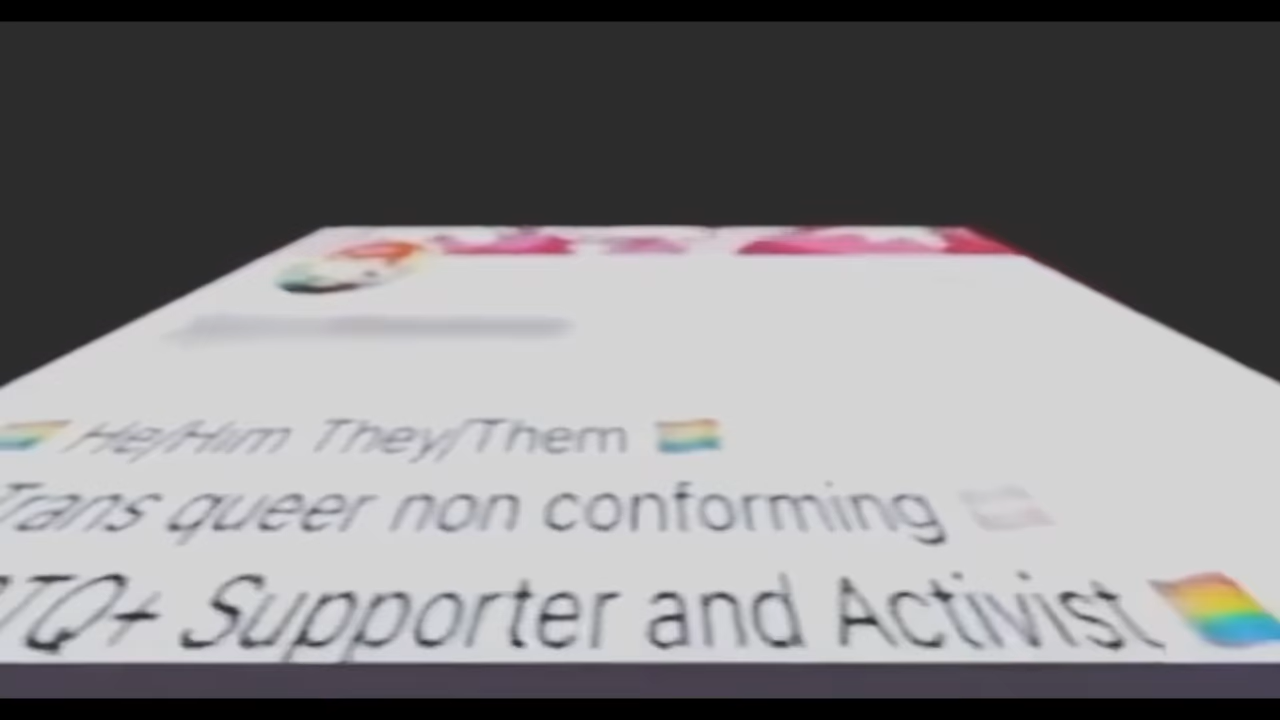 🏳️‍🌈 He/Him They/Them 🏳️‍🌈
Trans queer non conforming 🏳️‍⚧️
TQ+ Supporter and Activist 🏳️‍🌈